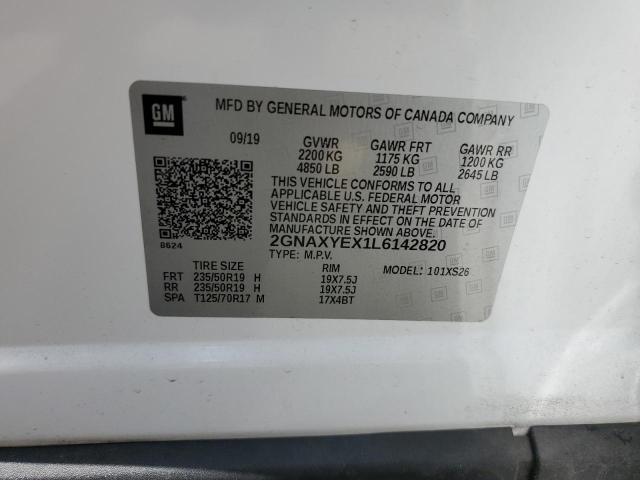 GM
MFD BY GENERAL MOTORS OF CANADA COMPANY
09/19 GVWR GAWR FRT GAWR RR
2200 KG 1175 KG 1200 KG
4850 LB 2590 LB 2645 LB
THIS VEHICLE CONFORMS TO ALL
APPLICABLE U.S. FEDERAL MOTOR
VEHICLE SAFETY AND THEFT PREVENTION
STANDARDS IN EFFECT ON THE DATE
OF MANUFACTURE SHOWN ABOVE.
8624
2GNAXYEX1L6142820
TYPE: M.P.V.
TIRE SIZE RIM MODEL: 101XS26
FRT 235/50R19 H 19X7.5J
RR 235/50R19 H 19X7.5J
SPA T125/70R17 M 17X4BT